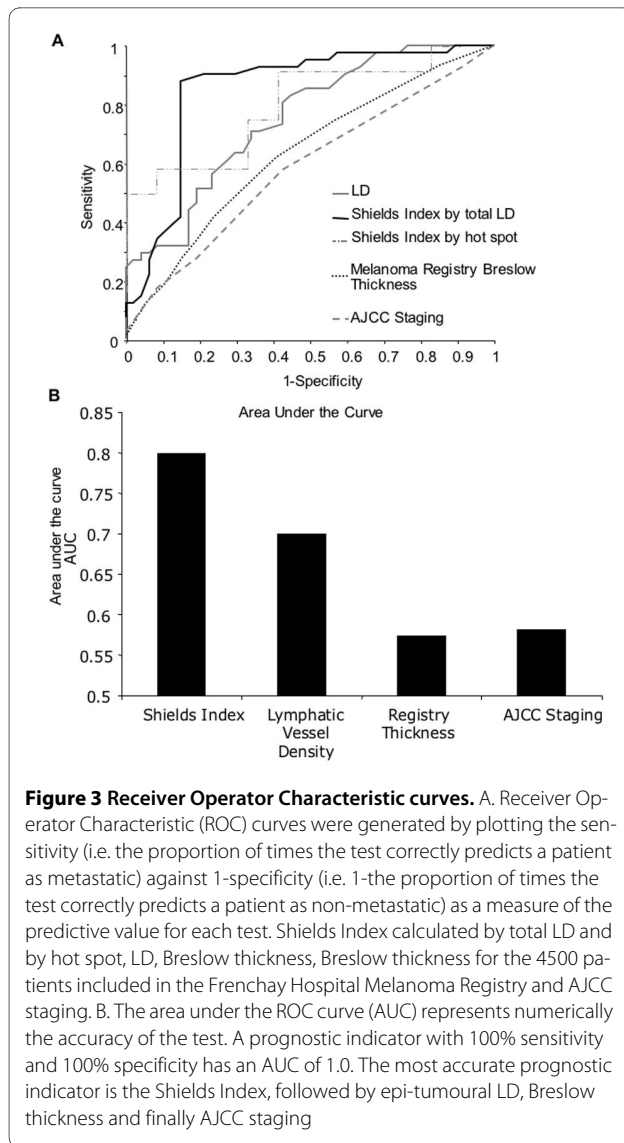 A
1
0.8
0.6
0.4
0.2
0
Sensitivity
LD
Shields Index by total LD
Shields Index by hot spot
Melanoma Registry Breslow
Thickness
AJCC Staging
0 0.1 0.2 0.3 0.4 0.5 0.6 0.7 0.8 0.9 1
1-Specificity
B
Area Under the Curve
0.85
0.8
0.75
0.7
0.65
0.6
0.55
0.5
Area under the curve
AUC
Shields Index
Lymphatic
Vessel
Density
Registry
Thickness
AJCC Staging
Figure 3 Receiver Operator Characteristic curves. A. Receiver Op-
erator Characteristic (ROC) curves were generated by plotting the sen-
sitivity (i.e. the proportion of times the test correctly predicts a patient
as metastatic) against 1-specificity (i.e. 1-the proportion of times the
test correctly predicts a patient as non-metastatic) as a measure of the
predictive value for each test. Shields Index calculated by total LD and
by hot spot, LD, Breslow thickness, Breslow thickness for the 4500 pa-
tients included in the Frenchay Hospital Melanoma Registry and AJCC
staging. B. The area under the ROC curve (AUC) represents numerically
the accuracy of the test. A prognostic indicator with 100% sensitivity
and 100% specificity has an AUC of 1.0. The most accurate prognostic
indicator is the Shields Index, followed by epi-tumoural LD, Breslow
thickness and finally AJCC staging